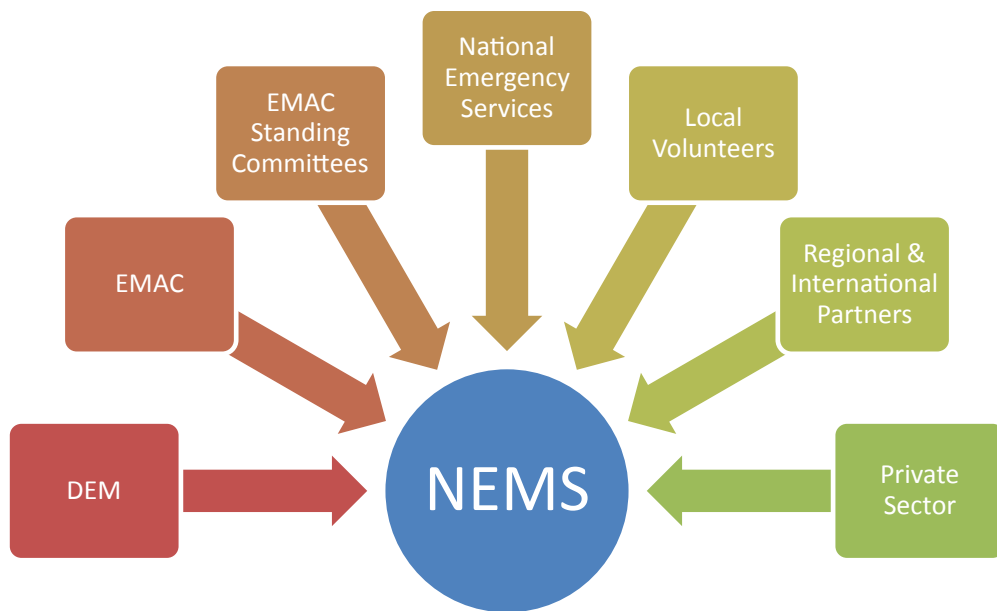 National
Emergency
Services
EMAC
Standing
Committees
Local
Volunteers
EMAC
Regional &
International
Partners
DEM
NEMS
Private
Sector